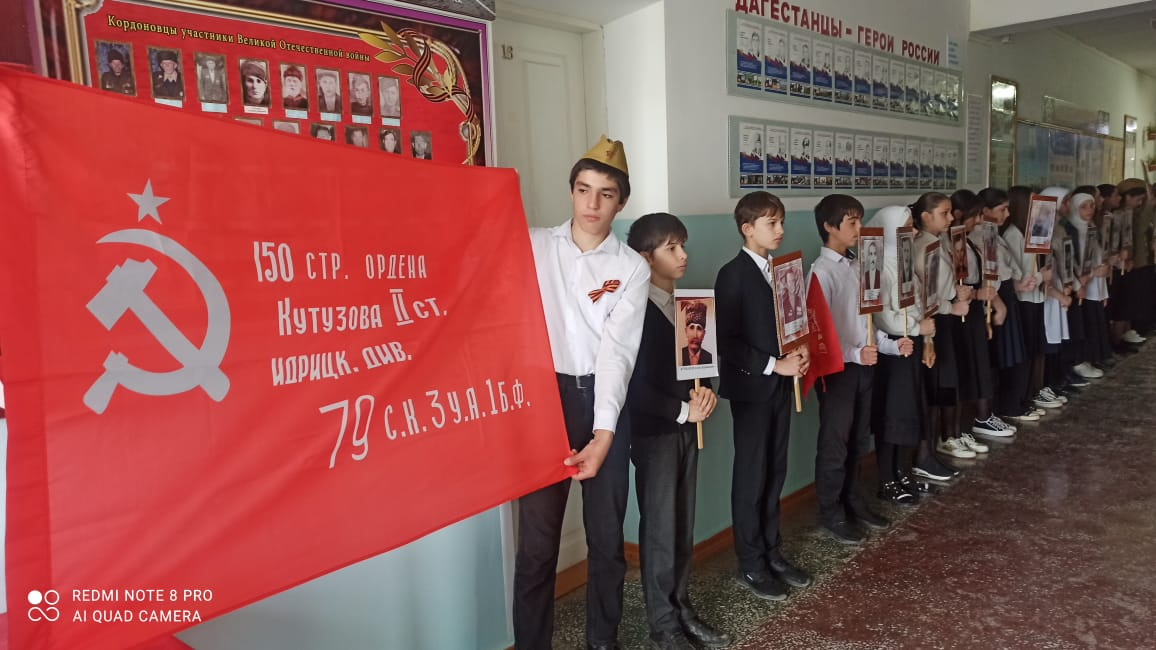 Кордоновцы участники Великой Отечественной войны
ДАГЕСТАНЦЫ - ГЕРОИ РОССИИ
13
150 СТР. ОРДЕНА
КУТУЗОВА II СТ.
ИДРИЦК. ДИВ.
79 С.К. 3 У.А. 1 Б.Ф.
REDMI NOTE 8 PRO
AI QUAD CAMERA